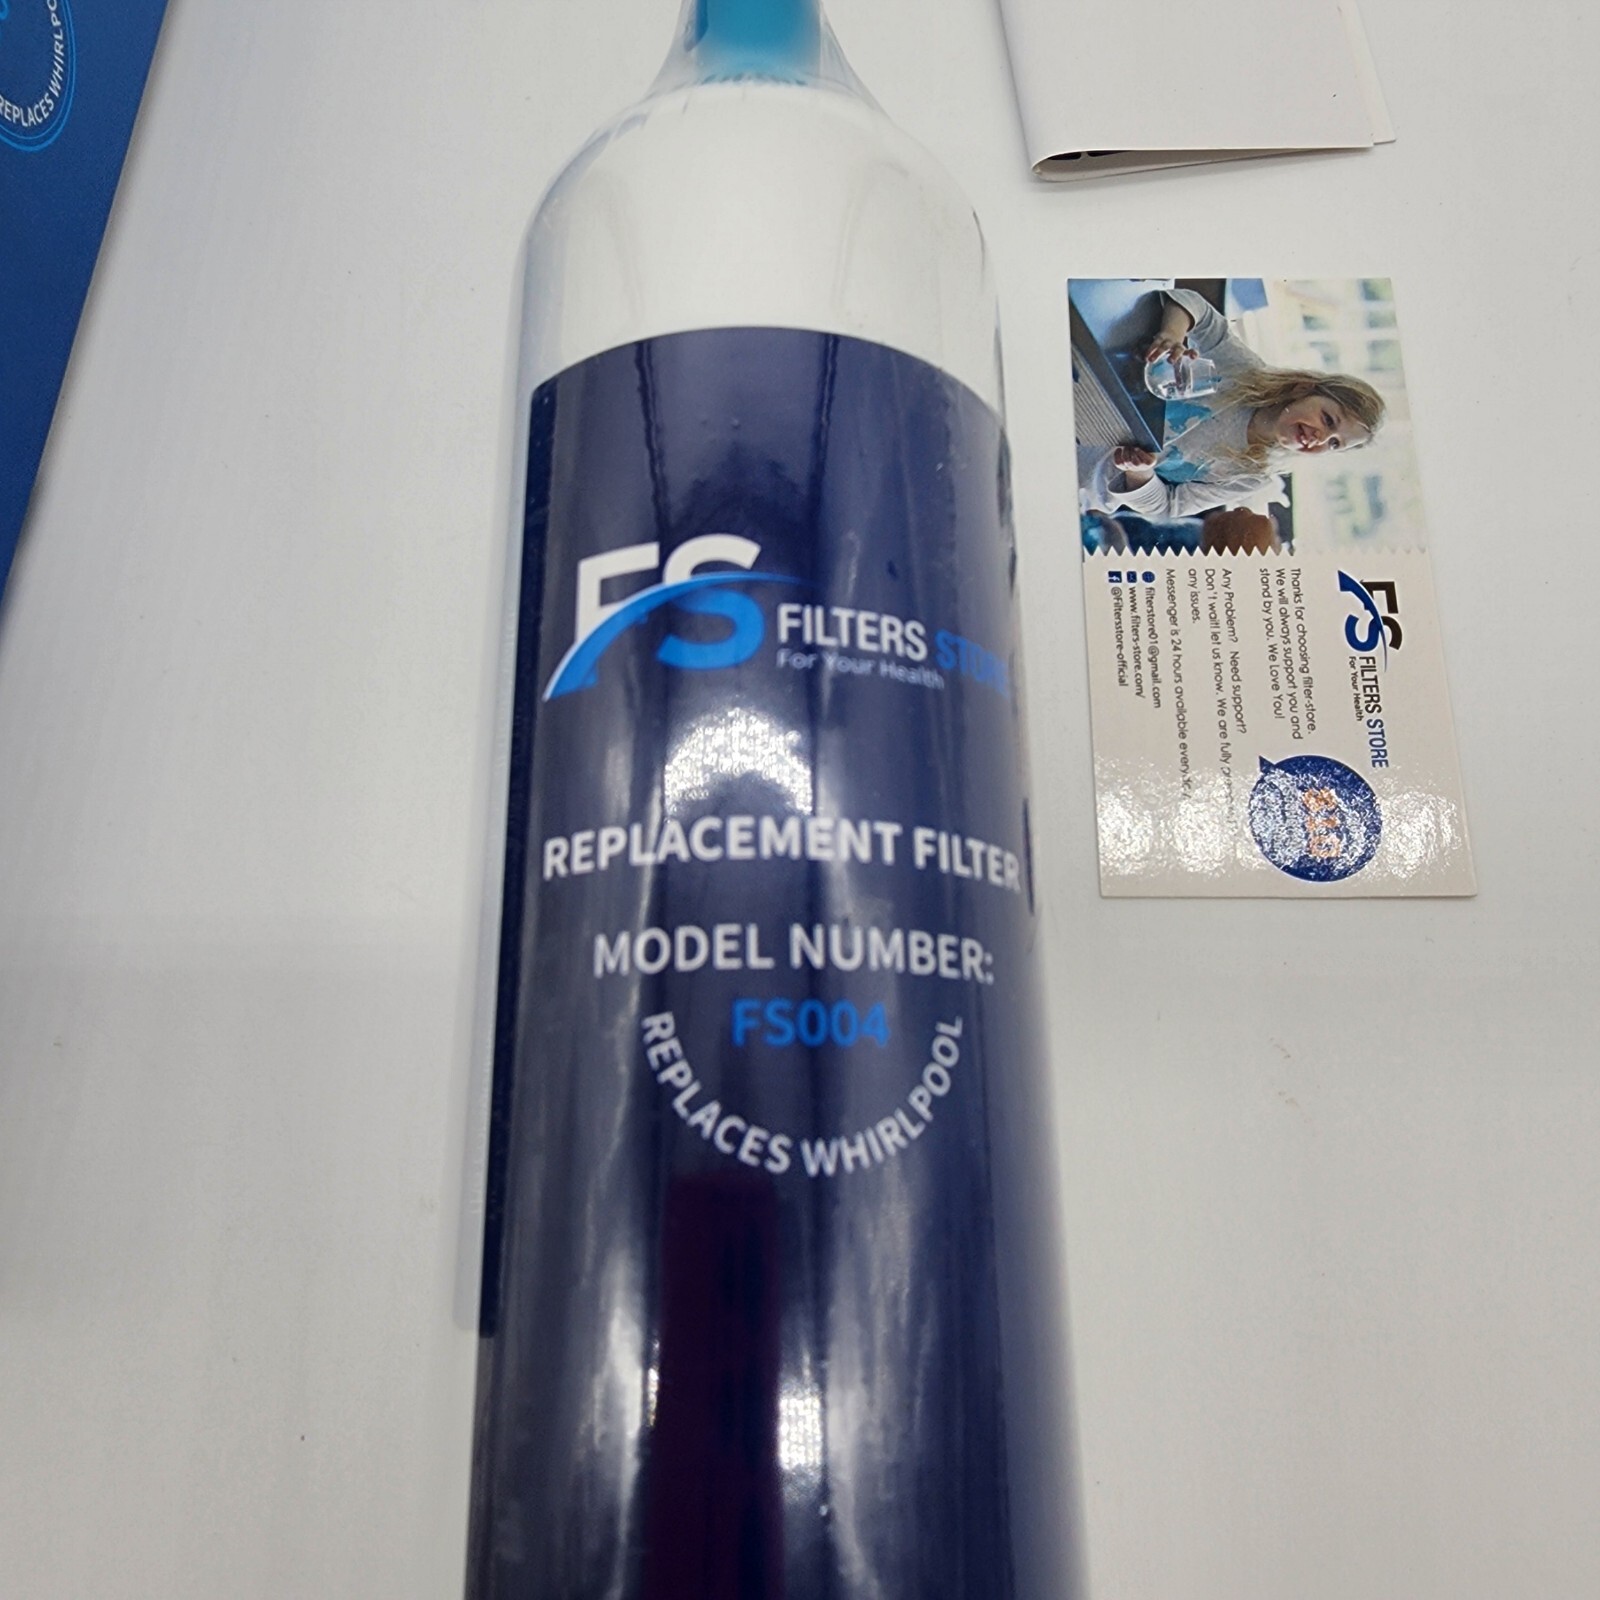 REPLACES WHIRLPO
FS
FILTERS STORE
For Your Health
REPLACEMENT FILTER
MODEL NUMBER:
FS004
REPLACES WHIRLPOOL
FS
FILTERS STORE
For Your Health
Thanks for choosing filter-store.
We will always support you and
stand by you. We Love You!
Any Problem? Need support?
Don't wait! let us know. We are fully
any issues.
Messenger is 24 hours available every
filterstore01@gmail.com
www.filters-store.com/
@Filtersstore-official